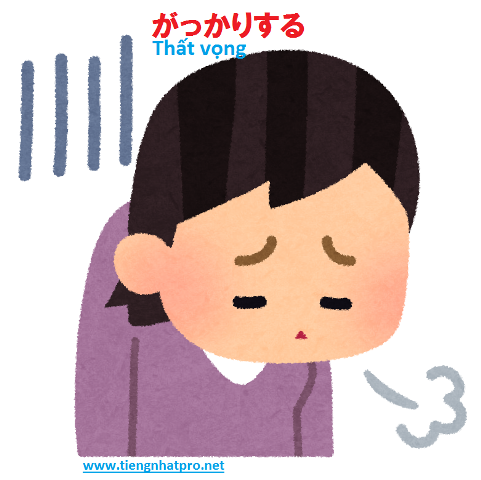 がっかりする
Thất vọng
www.tiengnhatpro.net